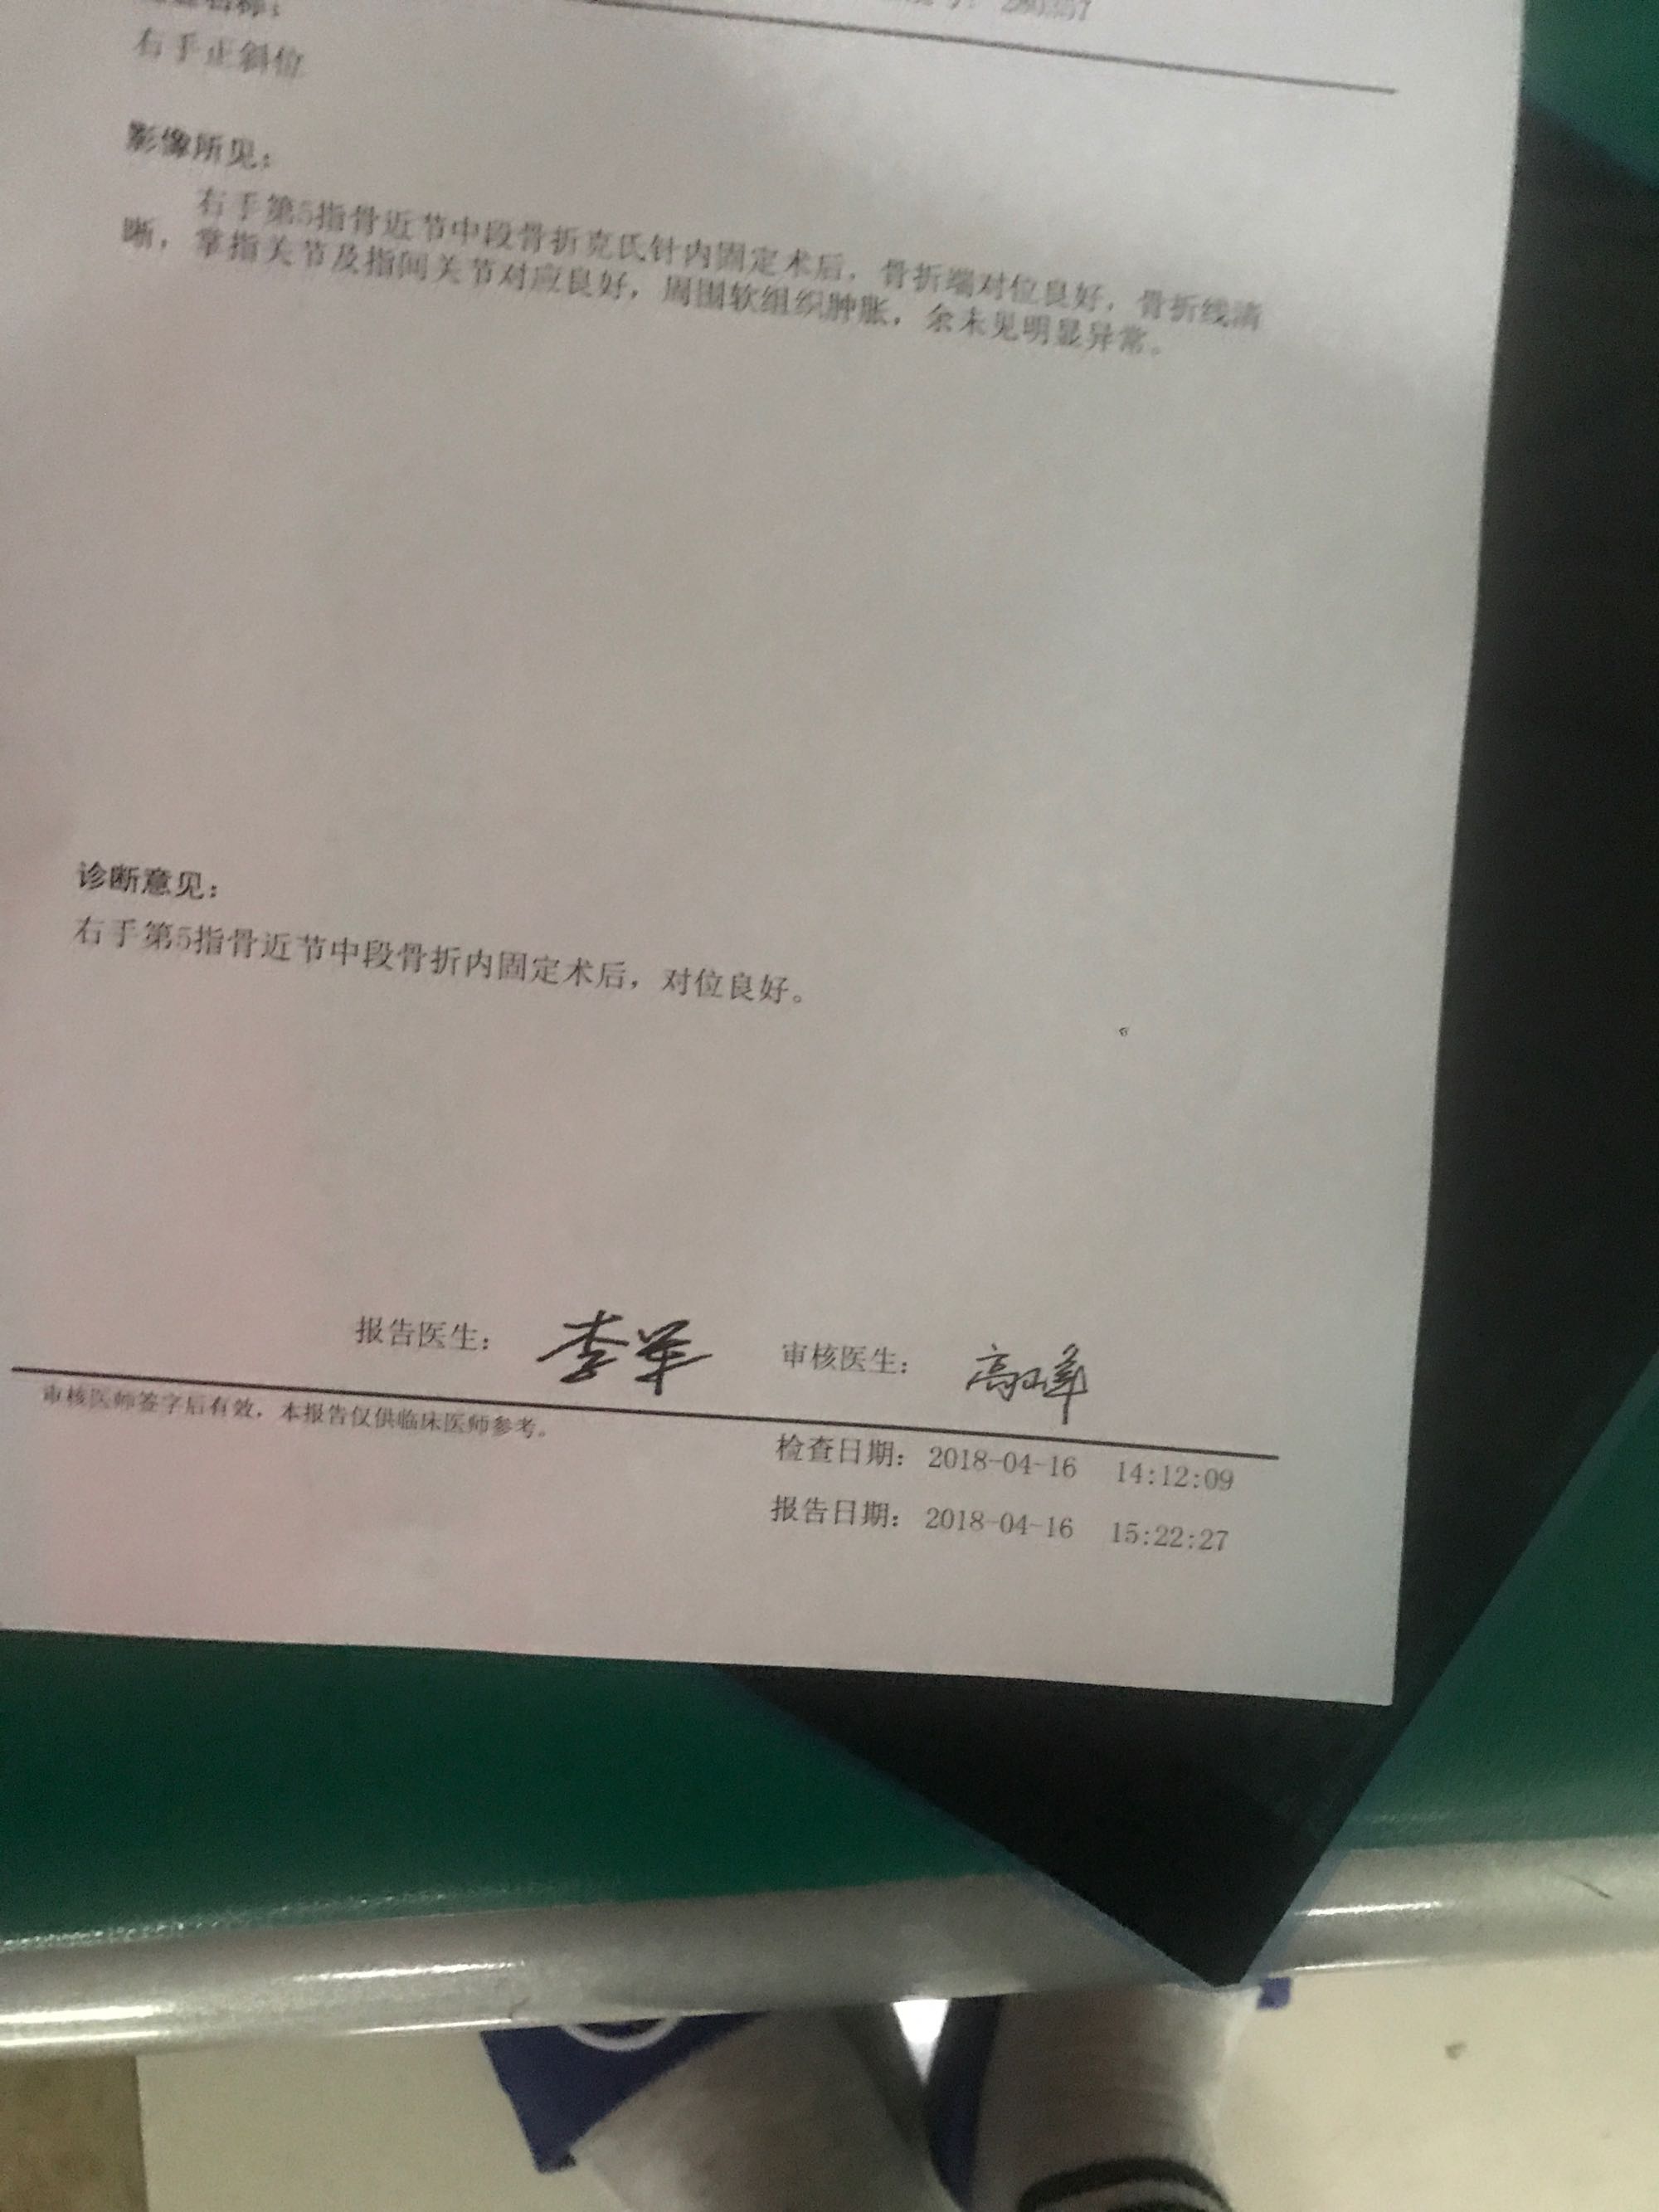 右手正斜位
影像所见：
右手第5指骨近节中段骨折克氏针内固定术后，骨折端对位良好，骨折线清
晰，掌指关节及指间关节对应良好，周围软组织肿胀，余未见明显异常。
诊断意见：
右手第5指骨近节中段骨折内固定术后，对位良好。
报告医生： 李军 审核医生： 高峰
审核医师签字后有效，本报告仅供临床医师参考。
检查日期： 2018-04-16 14:12:09
报告日期： 2018-04-16 15:22:27